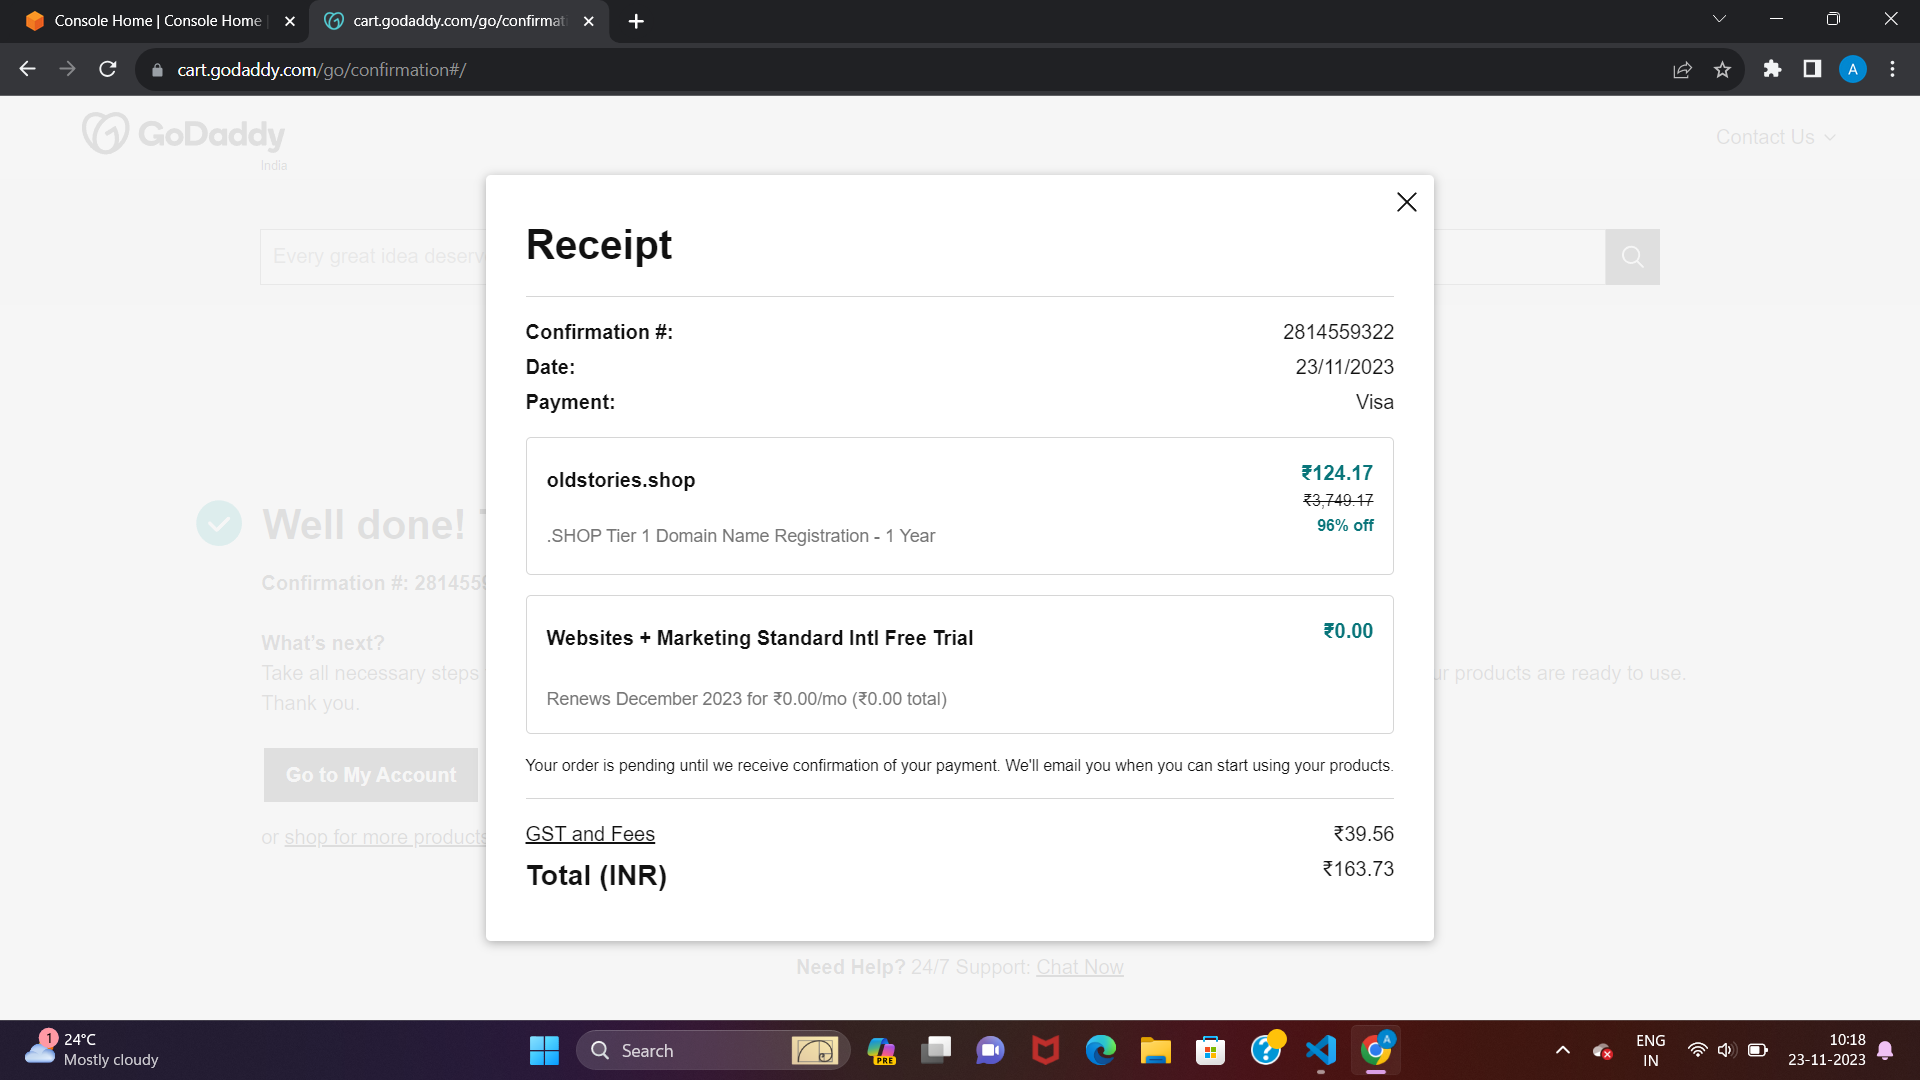 Console Home | Console Home
cart.godaddy.com/go/confirmat
cart.godaddy.com/go/confirmation#/
A
GoDaddy
India
Contact Us
Every great idea deserv
Receipt
Confirmation #: 2814559322
Date: 23/11/2023
Payment: Visa
oldstories.shop ₹124.17
₹3,749.17
96% off
.SHOP Tier 1 Domain Name Registration - 1 Year
Websites + Marketing Standard Intl Free Trial ₹0.00
Renews December 2023 for ₹0.00/mo (₹0.00 total)
Your order is pending until we receive confirmation of your payment. We'll email you when you can start using your products.
GST and Fees ₹39.56
Total (INR) ₹163.73
Well done!
Confirmation #: 281455
What's next?
Take all necessary steps
ur products are ready to use.
Thank you.
Go to My Account
or shop for more products
Need Help? 24/7 Support: Chat Now
1
24°C
Mostly cloudy
Search
PRE
A
ENG
IN
10:18
23-11-2023